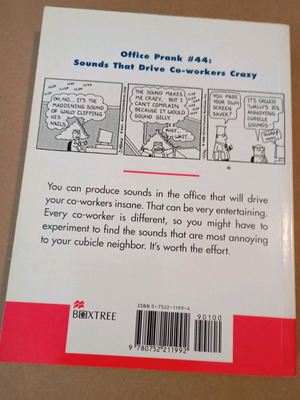 Office Prank #44:
Sounds That Drive Co-workers Crazy
OH, NO... IT'S THE
MADDENING SOUND
OF WALLY CLIPPING
HIS
NAILS.
THE SOUND MAKES
ME CRAZY, BUT I
CAN'T COMPLAIN
BECAUSE IT WOULD
SOUND SILLY
MUST...
WAIT...
YOU MADE
YOUR OWN
SCREEN
SAVER?
IT'S CALLED
"WALLY'S 101
ANNOYING
CUBICLE
SOUNDS."
You can produce sounds in the office that will drive
your co-workers insane. That can be very entertaining.
Every co-worker is different, so you might have to
experiment to find the sounds that are most annoying
to your cubicle neighbor. It's worth the effort.
ISBN 0-7522-1199-6
90100
BOXTREE
9 780752 211992